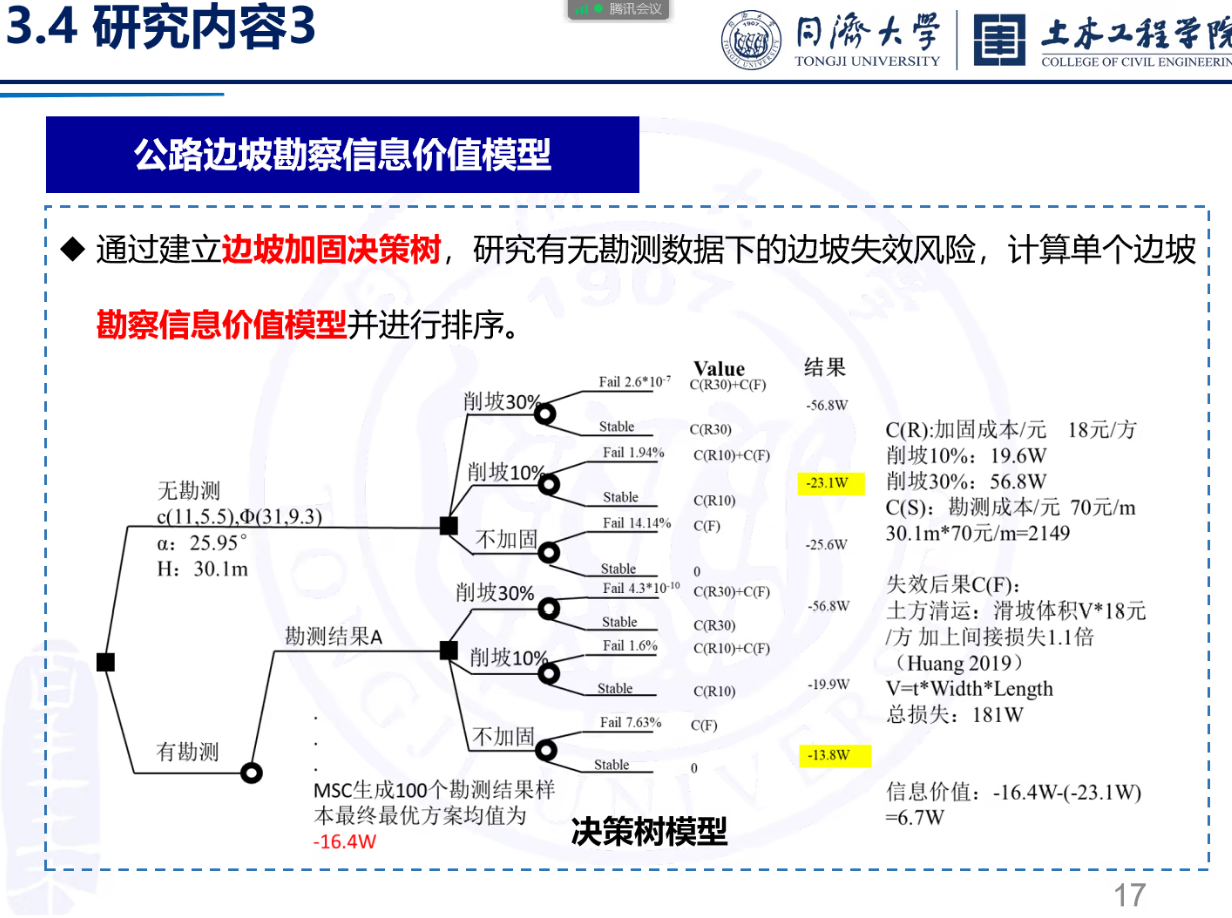 3.4 研究内容3
腾讯会议
同济大学
TONGJI UNIVERSITY
土木工程学院
COLLEGE OF CIVIL ENGINEERIN
公路边坡勘察信息价值模型
◆ 通过建立边坡加固决策树，研究有无勘测数据下的边坡失效风险，计算单个边坡
勘察信息价值模型并进行排序。
Value
结果
削坡30%
Fail 2.6*10-7
C(R30)+C(F)
-56.8W
Stable
C(R30)
削坡10%
Fail 1.94%
C(R10)+C(F)
-23.1W
Stable
C(R10)
不加固
Fail 14.14%
C(F)
-25.6W
Stable
0
无勘测
c(11,5.5),Φ(31,9.3)
α：25.95°
H：30.1m
削坡30%
Fail 4.3*10-10
C(R30)+C(F)
-56.8W
Stable
C(R30)
勘测结果A
削坡10%
Fail 1.6%
C(R10)+C(F)
-19.9W
Stable
C(R10)
不加固
Fail 7.63%
C(F)
-13.8W
Stable
0
有勘测
.
.
.
MSC生成100个勘测结果样
本最终最优方案均值为
-16.4W
决策树模型
C(R):加固成本/元 18元/方
削坡10%：19.6W
削坡30%：56.8W
C(S)：勘测成本/元 70元/m
30.1m*70元/m=2149
失效后果C(F)：
土方清运：滑坡体积V*18元
/方 加上间接损失1.1倍
（Huang 2019）
V=t*Width*Length
总损失：181W
信息价值：-16.4W-(-23.1W)
=6.7W
17